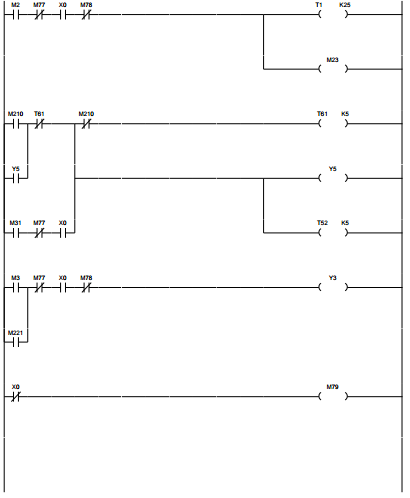 M2 M77 X0 M78 T1 K25
M23
M210 T61 M210 T61 K5
Y5 Y5
M31 M77 X0 T52 K5
M3 M77 X0 M78 Y3
M221
X0 M79